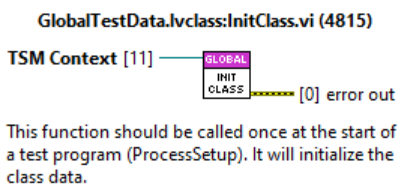 GlobalTestData.lvclass:InitClass.vi (4815)
TSM Context [11]
GLOBAL
INIT
CLASS
[0] error out
This function should be called once at the start of
a test program (ProcessSetup). It will initialize the
class data.